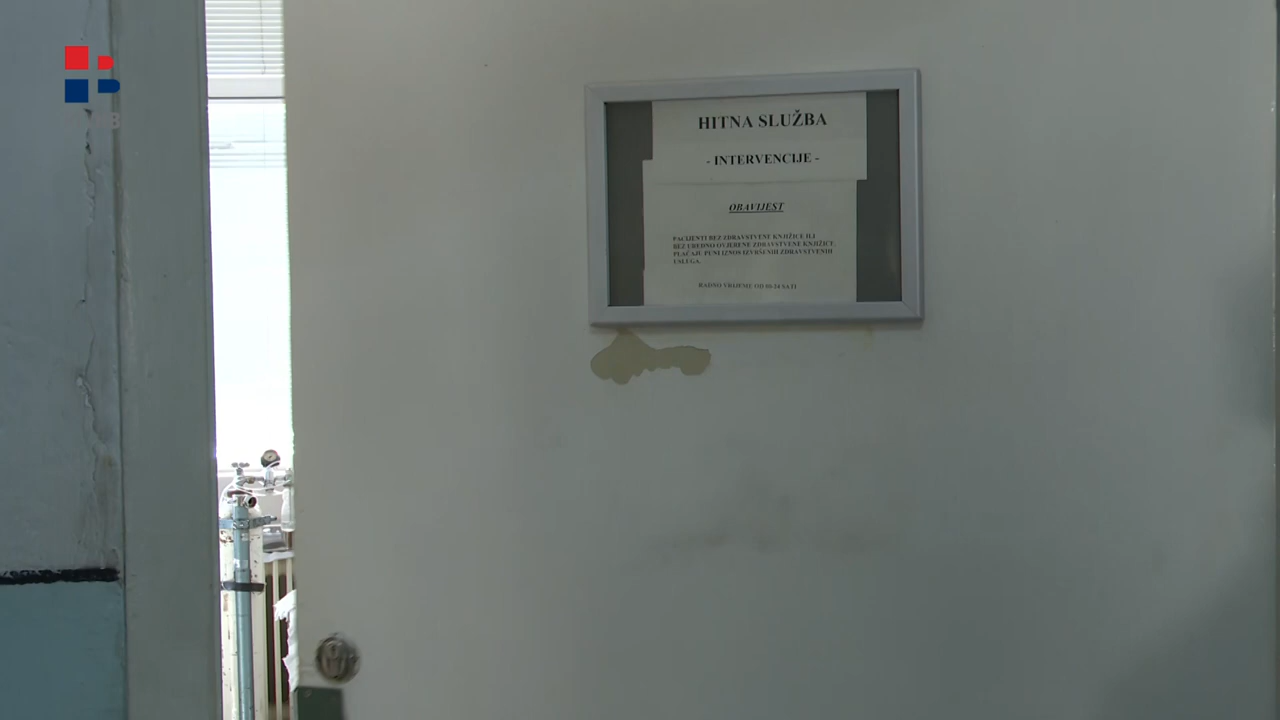 HITNA SLUŽBA
- INTERVENCIJE -
OBAVIJEST
PACIJENTI BEZ ZDRAVSTVENE KNJIŽICE ILI
BEZ UREDNO OVJERENE ZDRAVSTVENE KNJIŽICE,
PLAĆAJU PUNI IZNOS IZVRŠENIH ZDRAVSTVENIH
USLUGA.
RADNO VRIJEME OD 00-24 SATI